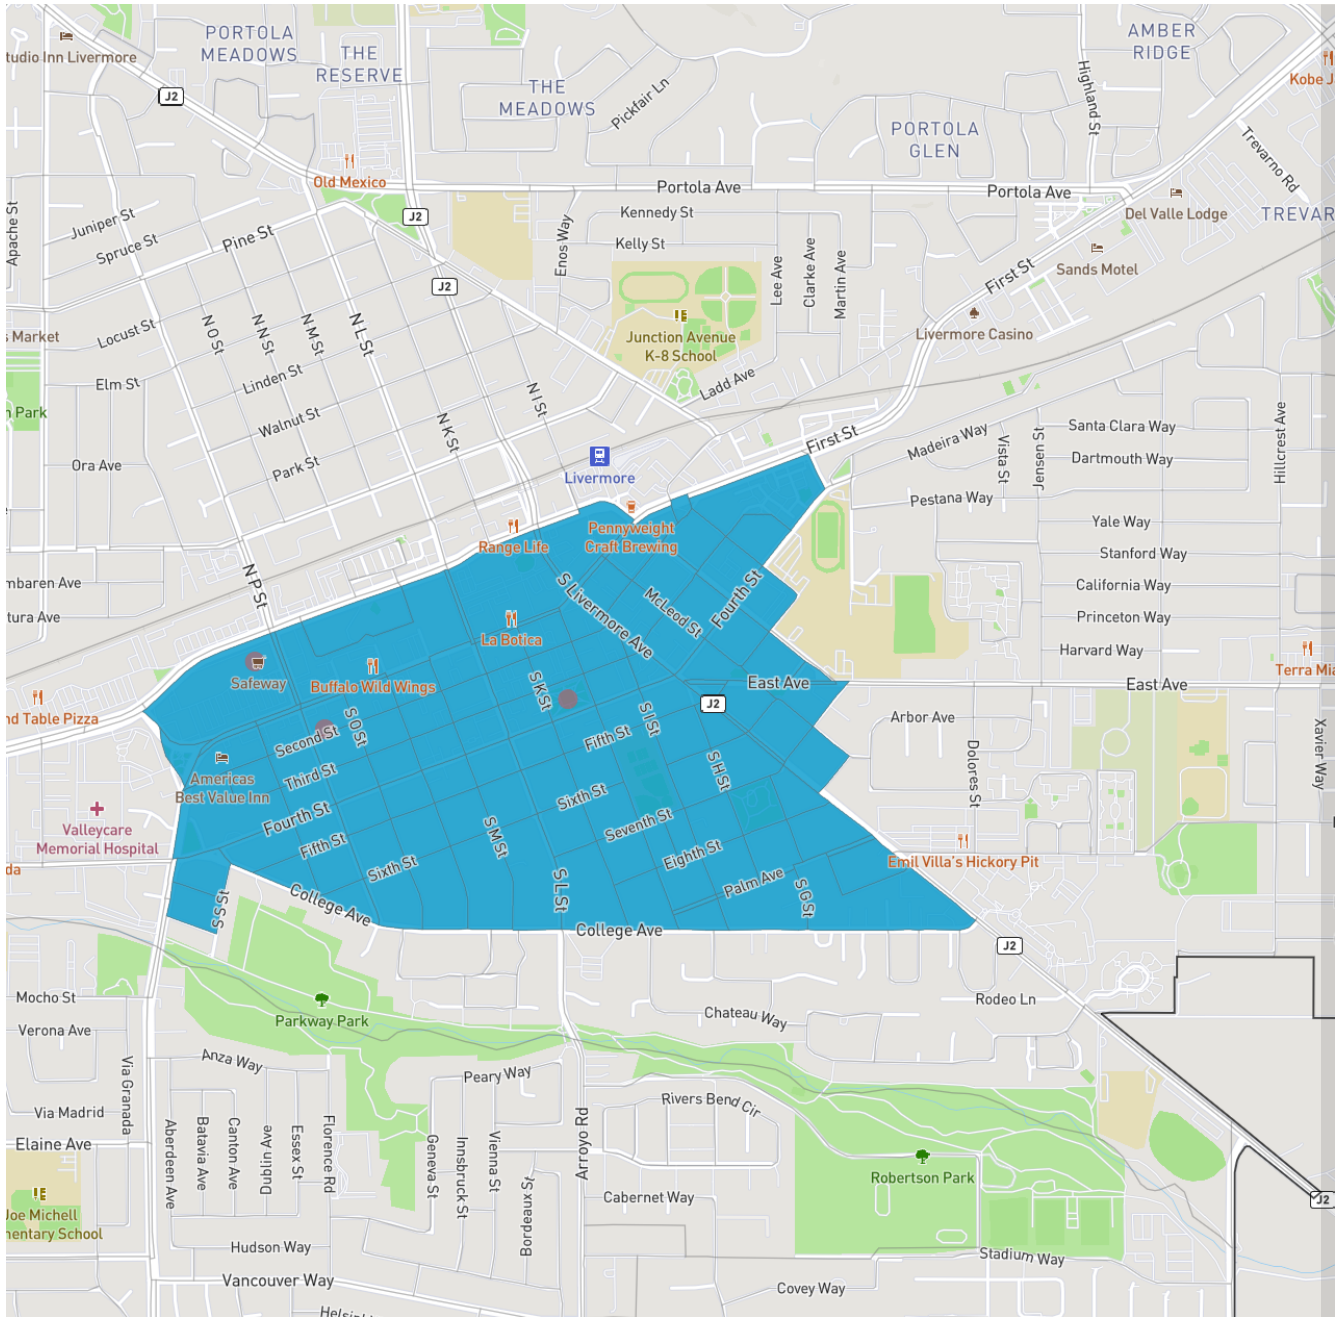 PORTOLA
MEADOWS
THE
RESERVE
AMBER
RIDGE
tudio Inn Livermore
J2
THE
MEADOWS
Pickfair Ln
Highland St
Kobe J
PORTOLA
GLEN
Trevarno Rd
Old Mexico
Portola Ave
Portola Ave
Del Valle Lodge
TREVAR
Apache St
Juniper St
Spruce St
Pine St
J2
Kennedy St
Kelly St
Enos Way
Lee Ave
Clarke Ave
Martin Ave
First St
Sands Motel
J2
s Market
Locust St
N O St
N N St
N M St
N L St
Junction Avenue
K-8 School
Livermore Casino
Elm St
Linden St
Ladd Ave
n Park
Walnut St
N I St
N K St
First St
Madeira Way
Vista St
Jensen St
Santa Clara Way
Hillcrest Ave
Ora Ave
Park St
Livermore
Dartmouth Way
Pestana Way
Range Life
Pennyweight
Craft Brewing
Yale Way
Stanford Way
mbaren Ave
N P St
S Livermore Ave
McLeod St
Fourth St
California Way
tura Ave
La Botica
Princeton Way
Harvard Way
Safeway
Buffalo Wild Wings
East Ave
East Ave
Terra Mia
nd Table Pizza
S K St
J2
Arbor Ave
Second St
S O St
S I St
Fifth St
Xavier Way
Americas
Best Value Inn
Third St
S H St
Dolores St
Valleycare
Memorial Hospital
Fourth St
Sixth St
Fifth St
Seventh St
S M St
Eighth St
da
Sixth St
Emil Villa's Hickory Pit
S S St
College Ave
S L St
Palm Ave
S G St
College Ave
J2
Mocho St
Parkway Park
Rodeo Ln
Verona Ave
Chateau Way
Anza Way
Via Granada
Peary Way
Via Madrid
Rivers Bend Cir
Elaine Ave
Aberdeen Ave
Batavia Ave
Canton Ave
Dublin Ave
Essex St
Florence Rd
Geneva St
Innsbruck St
Vienna St
Bordeaux St
Arroyo Rd
Robertson Park
Cabernet Way
J2
Joe Michell
mentary School
Hudson Way
Stadium Way
Vancouver Way
Covey Way